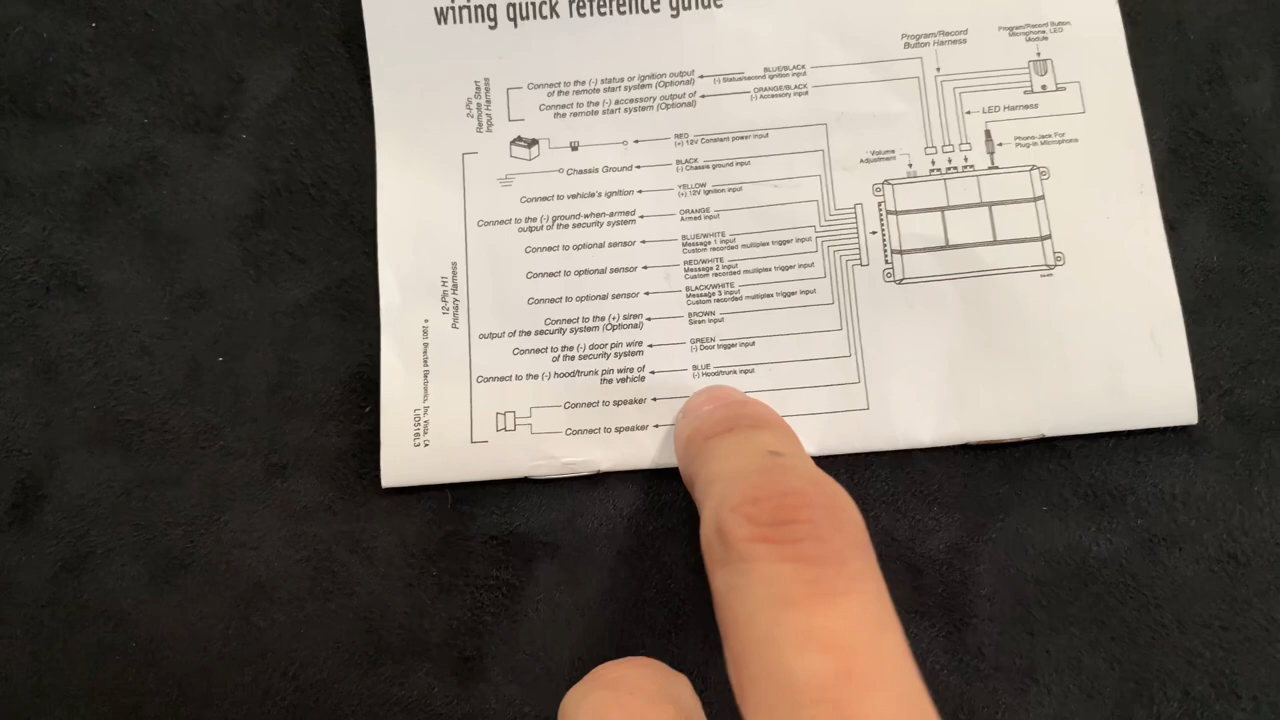 wiring quick reference guide
Program/Record
Button Harness
Program/Record Button,
Microphone, LED
Module
2-Pin
Remote Start
Input Harness
Connect to the (-) status or ignition output
of the remote start system (Optional)
BLUE/BLACK
(-) Status/second ignition input
Connect to the (-) accessory output of
the remote start system (Optional)
ORANGE/BLACK
(-) Accessory input
LED Harness
Phono-Jack For
Plug-in Microphone
Volume
Adjustment
RED
(+) 12V Constant power input
Chassis Ground
BLACK
(-) Chassis ground input
Connect to vehicle's ignition
YELLOW
(+) 12V Ignition input
Connect to the (-) ground-when-armed
output of the security system
ORANGE
Armed input
Connect to optional sensor
BLUE/WHITE
Message 1 input
Custom recorded multiplex trigger input
Connect to optional sensor
RED/WHITE
Message 2 input
Custom recorded multiplex trigger input
Connect to optional sensor
BLACK/WHITE
Message 3 input
Custom recorded multiplex trigger input
12-Pin H1
Primary Harness
Connect to the (+) siren
output of the security system (Optional)
BROWN
Siren input
Connect to the (-) door pin wire
of the security system
GREEN
(-) Door trigger input
Connect to the (-) hood/trunk pin wire of
the vehicle
BLUE
(-) Hood/trunk input
Connect to speaker
Connect to speaker
© 2001 Directed Electronics, Inc. Vista, CA